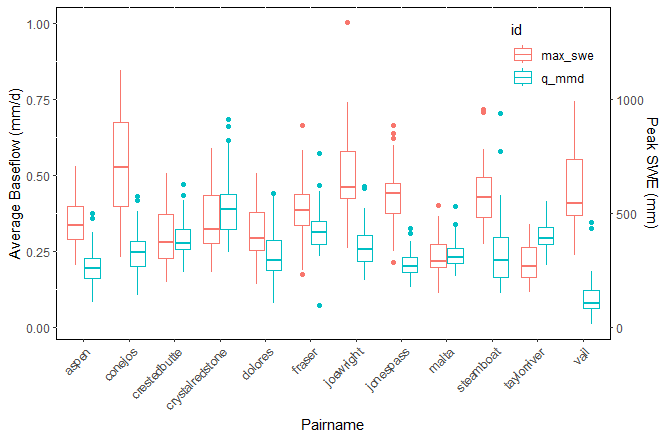 id
max_swe
q_mmd
Average Baseflow (mm/d)
1.00
0.75
0.50
0.25
0.00
1000
500
0
Peak SWE (mm)
aspen
conejos
crestedbutte
crystalredstone
dolores
fraser
joewright
jonespass
malta
steamboat
taylorriver
vail
Pairname